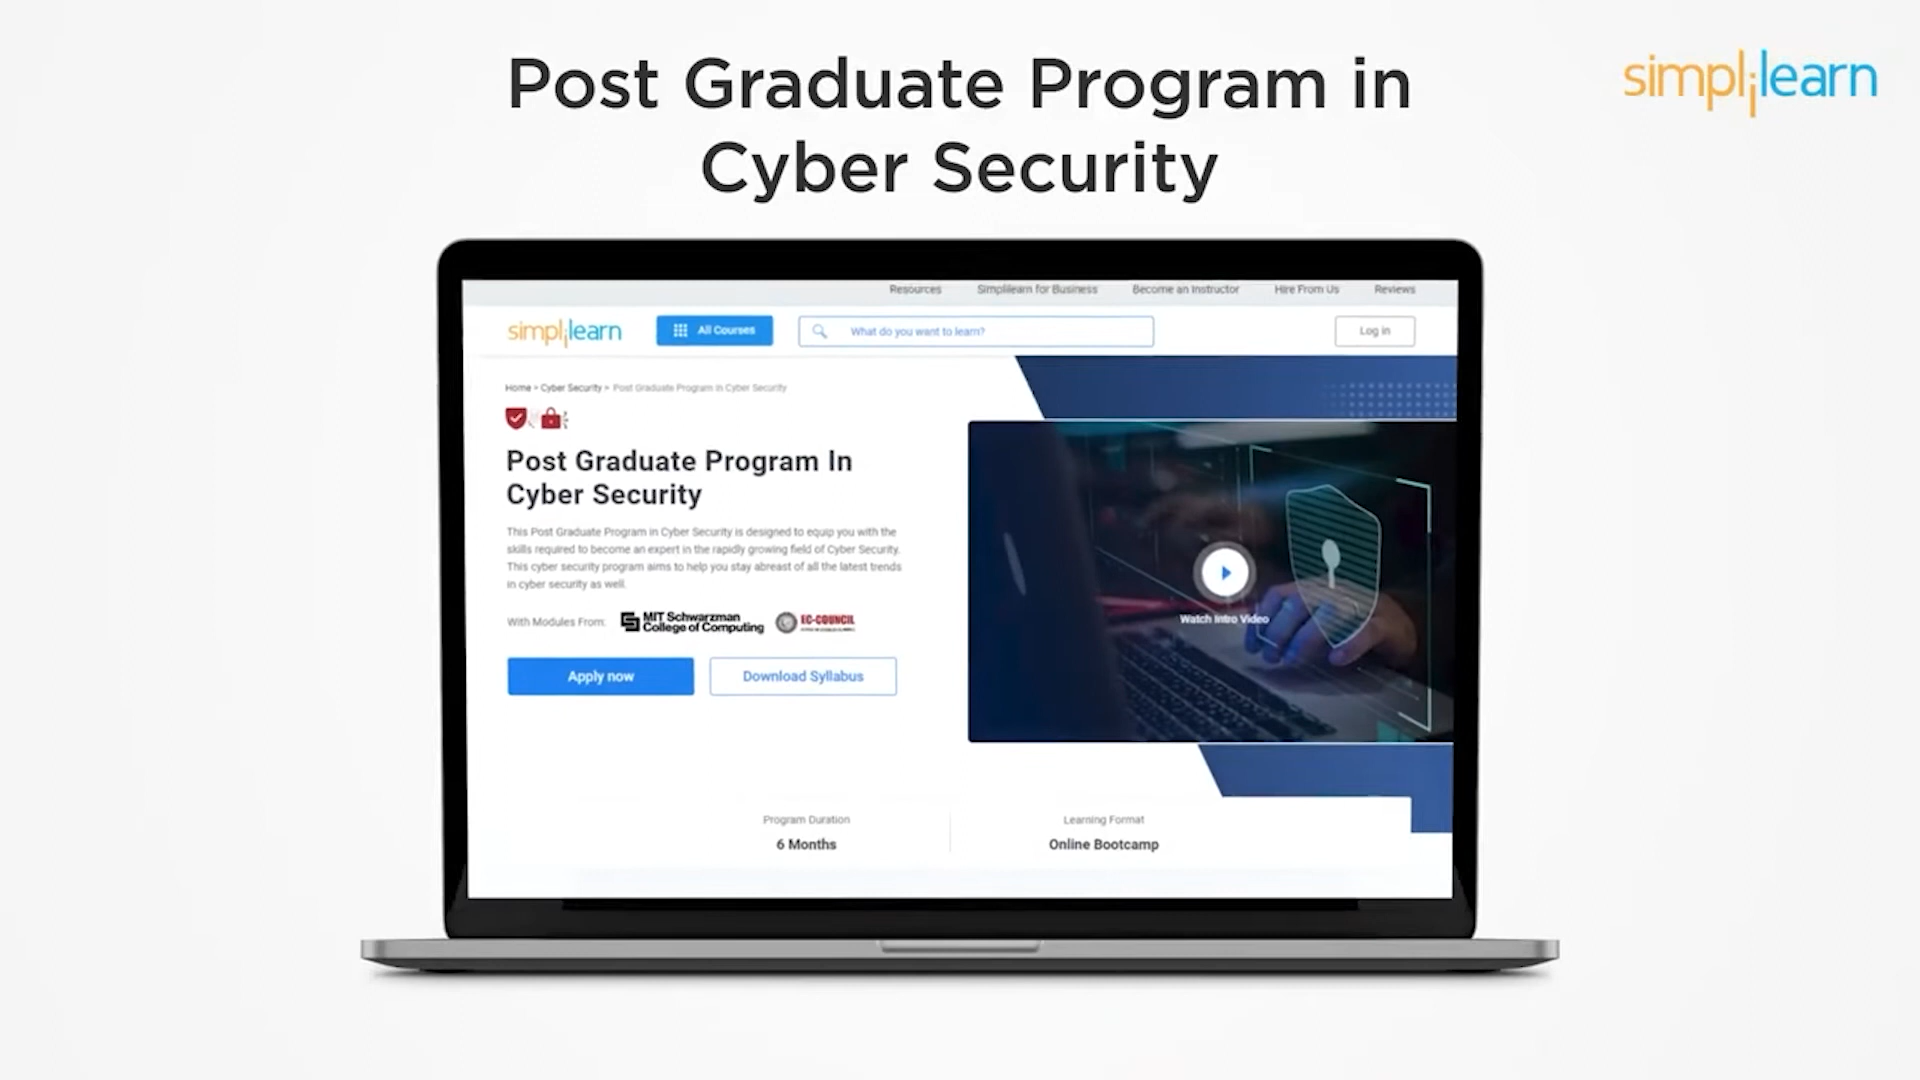 Post Graduate Program in
Cyber Security
simplilearn
Resources Simplilearn for Business Become an Instructor Hire From Us Reviews
simplilearn All Courses What do you want to learn? Log in
Home > Cyber Security > Post Graduate Program in Cyber Security
Post Graduate Program In
Cyber Security
This Post Graduate Program in Cyber Security is designed to equip you with the
skills required to become an expert in the rapidly growing field of Cyber Security.
This cyber security program aims to help you stay abreast of all the latest trends
in cyber security as well.
With Modules From: MIT Schwarzman
College of Computing
EC-COUNCIL
Watch Intro Video
Apply now Download Syllabus
Program Duration Learning Format
6 Months Online Bootcamp